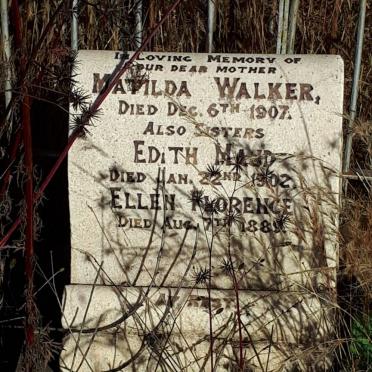 In Loving Memory of
OUR DEAR MOTHER
MATILDA WALKER,
DIED DEC. 6TH 1907.
ALSO SISTERS
EDITH MAUD
DIED JAN. 22ND 1902.
ELLEN FLORENCE
DIED AUG. 7TH